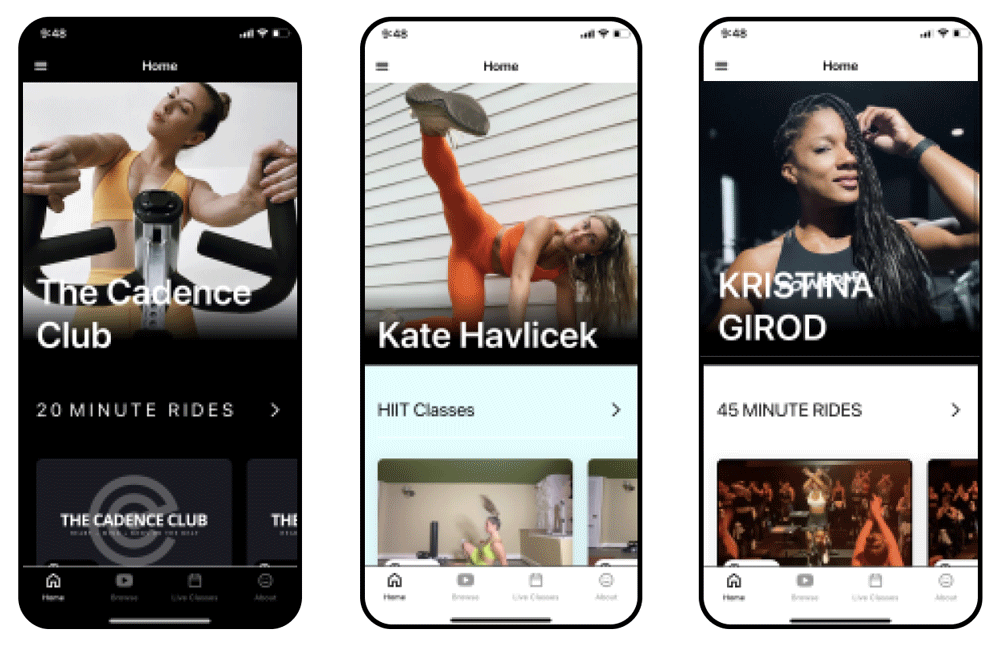 9:48
Home
The Cadence
Club
20 MINUTE RIDES
THE CADENCE CLUB
THE
Home
Browse
Live Classes
About
9:48
Home
Kate Havlicek
HIIT Classes
Home
Browse
Live Classes
About
9:48
Home
KRISTINA
GIROD
45 MINUTE RIDES
Home
Browse
Live Classes
About